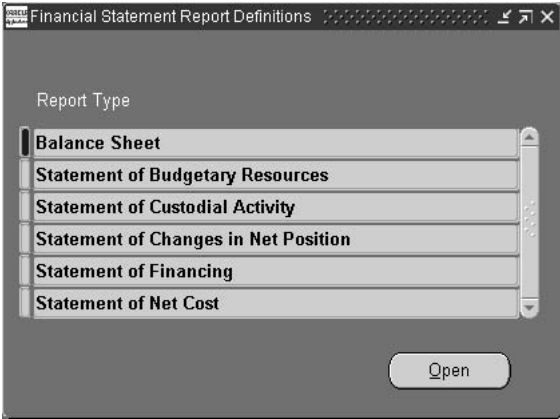 ORACLE
Financial Statement Report Definitions
Report Type
Balance Sheet
Statement of Budgetary Resources
Statement of Custodial Activity
Statement of Changes in Net Position
Statement of Financing
Statement of Net Cost
Open